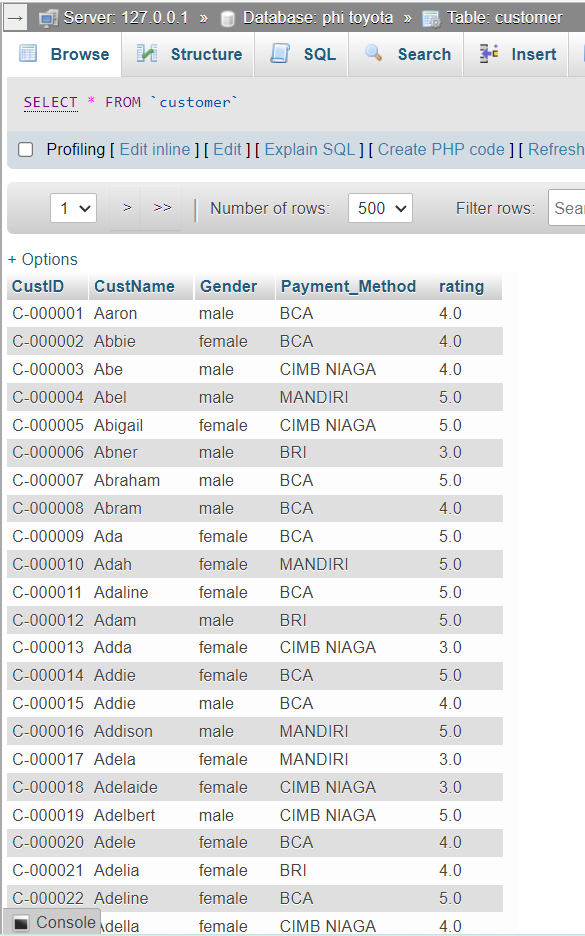 → Server: 127.0.0.1 » Database: phi toyota » Table: customer
Browse Structure SQL Search Insert
SELECT * FROM `customer`
Profiling [ Edit inline ] [ Edit ] [ Explain SQL ] [ Create PHP code ] [ Refresh
1 > >> | Number of rows: 500 Filter rows: Sea
+ Options
CustID CustName Gender Payment_Method rating
C-000001 Aaron male BCA 4.0
C-000002 Abbie female BCA 4.0
C-000003 Abe male CIMB NIAGA 4.0
C-000004 Abel male MANDIRI 5.0
C-000005 Abigail female CIMB NIAGA 5.0
C-000006 Abner male BRI 3.0
C-000007 Abraham male BCA 5.0
C-000008 Abram male BCA 4.0
C-000009 Ada female BCA 5.0
C-000010 Adah female MANDIRI 5.0
C-000011 Adaline female BCA 5.0
C-000012 Adam male BRI 5.0
C-000013 Adda female CIMB NIAGA 3.0
C-000014 Addie female BCA 5.0
C-000015 Addie male BCA 4.0
C-000016 Addison male MANDIRI 5.0
C-000017 Adela female MANDIRI 3.0
C-000018 Adelaide female CIMB NIAGA 3.0
C-000019 Adelbert male CIMB NIAGA 5.0
C-000020 Adele female BCA 4.0
C-000021 Adelia female BRI 4.0
C-000022 Adeline female BCA 5.0
Console della female CIMB NIAGA 4.0